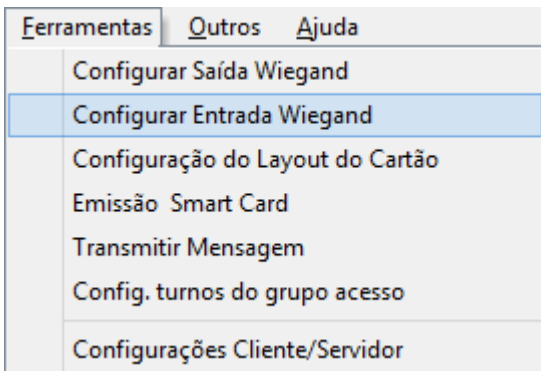 Ferramentas Outros Ajuda
Configurar Saída Wiegand
Configurar Entrada Wiegand
Configuração do Layout do Cartão
Emissão  Smart Card
Transmitir Mensagem
Config. turnos do grupo acesso
Configurações Cliente/Servidor